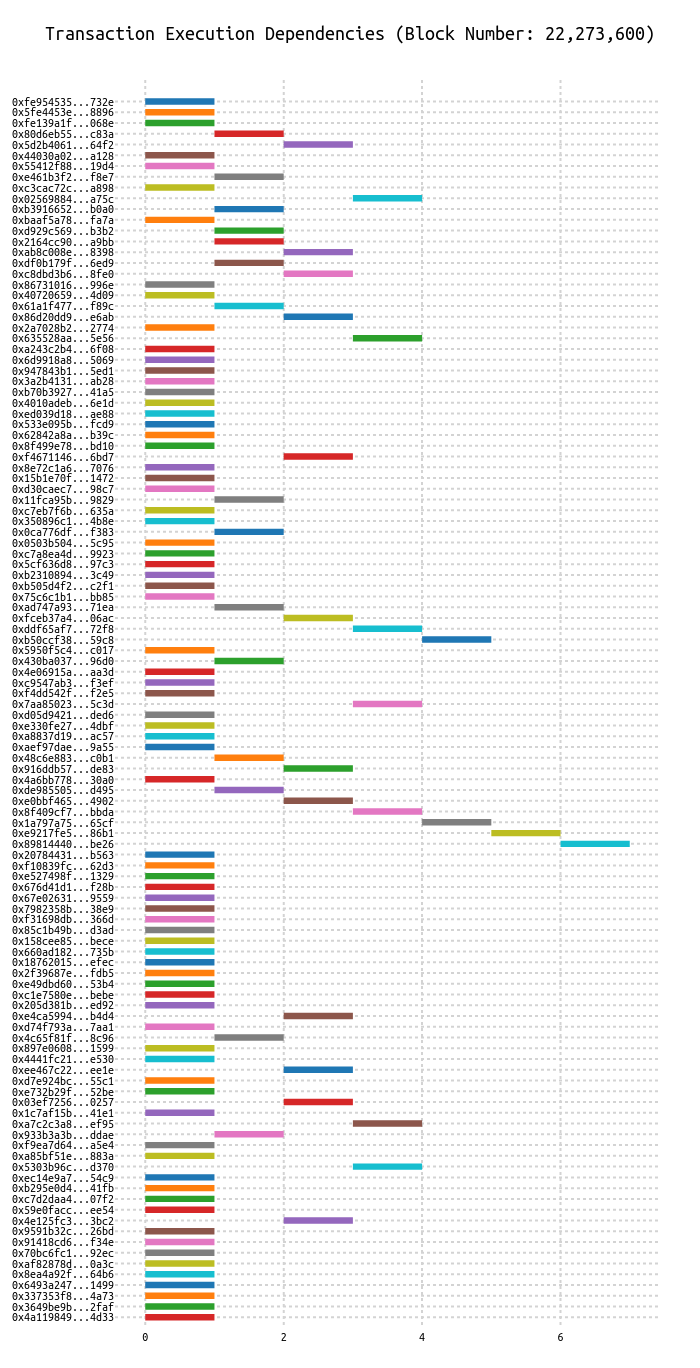 Transaction Execution Dependencies (Block Number: 22,273,600)
0xfe954535...732e
0x5fe4453e...8896
0xfe139a1f...068e
0x80d6eb55...c83a
0x5d2b4061...64f2
0x44030a02...a128
0x55412f88...19d4
0xe461b3f2...f8e7
0xc3cac72c...a898
0x02569884...a75c
0xb3916652...b0a0
0xbaaf5a78...fa7a
0xd929c569...b3b2
0x2164cc90...a9bb
0xab8c008e...8398
0xdf0b179f...6ed9
0xc8dbd3b6...8fe0
0x86731016...996e
0x40720659...4d09
0x61a1f477...f89c
0x86d20dd9...e6ab
0x2a7028b2...2774
0x635528aa...5e56
0xa243c2b4...6f08
0x6d9918a8...5069
0x947843b1...5ed1
0x3a2b4131...ab28
0xb70b3927...41a5
0x4010adeb...6e1d
0xed039d18...ae88
0x533e095b...fcd9
0x62842a8a...b39c
0x8f499e78...bd10
0xf4671146...6bd7
0x8e72c1a6...7076
0x15b1e70f...1472
0xd30caec7...98c7
0x11fca95b...9829
0xc7eb7f6b...635a
0x350896c1...4b8e
0x0ca776df...f383
0x0503b504...5c95
0xc7a8ea4d...9923
0x5cf636d8...97c3
0xb2310894...3c49
0xb505d4f2...c2f1
0x75c6c1b1...bb85
0xad747a93...71ea
0xfceb37a4...06ac
0xddf65af7...72f8
0xb50ccf38...59c8
0x5950f5c4...c017
0x430ba037...96d0
0x4e06915a...aa3d
0xc9547ab3...f3ef
0xf4dd542f...f2e5
0x7aa85023...5c3d
0xd05d9421...ded6
0xe330fe27...4dbf
0xa8837d19...ac57
0xaef97dae...9a55
0x48c6e883...c0b1
0x916ddb57...de83
0x4a6bb778...30a0
0xde985505...d495
0xe0bbf465...4902
0x8f409cf7...bbda
0x1a797a75...65cf
0xe9217fe5...86b1
0x89814440...be26
0x20784431...b563
0xf10839fc...62d3
0xe527498f...1329
0x676d41d1...f28b
0x67e02631...9559
0x7982358b...38e9
0xf31698db...366d
0x85c1b49b...d3ad
0x158cee85...bece
0x660ad182...735b
0x18762015...efec
0x2f39687e...fdb5
0xe49dbd60...53b4
0xc1e7580e...bebe
0x205d381b...ed92
0xe4ca5994...b4d4
0xd74f793a...7aa1
0x4c65f81f...8c96
0x897e0608...1599
0x4441fc21...e530
0xee467c22...ee1e
0xd7e924bc...55c1
0xe732b29f...52be
0x03ef7256...0257
0x1c7af15b...41e1
0xa7c2c3a8...ef95
0x933b3a3b...ddae
0xf9ea7d64...a5e4
0xa85bf51e...883a
0x5303b96c...d370
0xec14e9a7...54c9
0xb295e0d4...41fb
0xc7d2daa4...07f2
0x59e0facc...ee54
0x4e125fc3...3bc2
0x9591b32c...26bd
0x91418cd6...f34e
0x70bc6fc1...92ec
0xaf82878d...0a3c
0x8ea4a92f...64b6
0x6493a247...1499
0x337353f8...4a73
0x3649be9b...2faf
0x4a119849...4d33
0 2 4 6